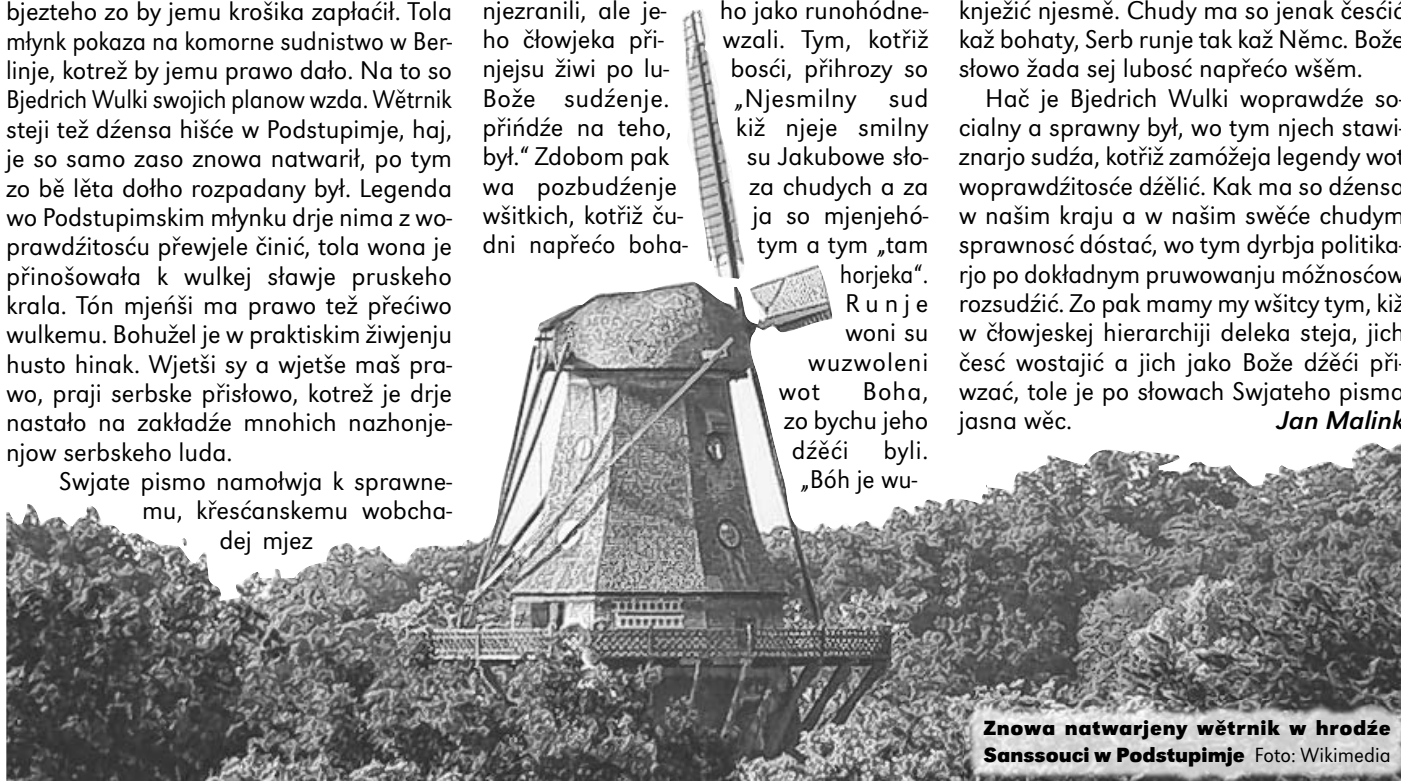 bjezteho zo by jemu krošika zapłaćił. Tola
młynk pokaza na komorne sudnistwo w Ber-
linje, kotrež by jemu prawo dało. Na to so
Bjedrich Wulki swojich planow wzda. Wětrnik
steji tež dźensa hišće w Podstupimje, haj,
je so samo zaso znowa natwarił, po tym
zo bě lěta dołho rozpadany był. Legenda
wo Podstupimskim młynku drje nima z wo-
prawdźitosću přewjele činić, tola wona je
přinošowała k wulkej sławje pruskeho
krala. Tón mjeńši ma prawo tež přećiwo
wulkemu. Bohužel je w praktiskim žiwjenju
husto hinak. Wjetši sy a wjetše maš pra-
wo, praji serbske přisłowo, kotrež je drje
nastało na zakładźe mnohich nazhonje-
njow serbskeho luda.
Swjate pismo namołwja k sprawne-
mu, křesćanskemu wobcha-
dej mjez
njezranili, ale je- ho jako runohódne-
ho čłowjeka při- wzali. Tym, kotřiž
njejsu žiwi po lu- bosći, přihrozy so
Bože sudźenje. „Njesmilny sud
přińdźe na teho, kiž njeje smilny
był.“ Zdobom pak su Jakubowe sło-
wa pozbudźenje za chudych a za
wšitkich, kotřiž ču- ja so mjenjehó-
dni napřećo boha- tym a tym „tam
horjeka“.
Runje
woni su
wuzwoleni
wot Boha,
zo bychu jeho
dźěći byli.
„Bóh je wu-
knježić njesmě. Chudy ma so jenak česćić
kaž bohaty, Serb runje tak kaž Němc. Bože
słowo žada sej lubosć napřećo wšěm.
Hač je Bjedrich Wulki woprawdźe so-
cialny a sprawny był, wo tym njech stawi-
znarjo sudźa, kotřiž zamóžeja legendy wot
woprawdźitosće dźělić. Kak ma so dźensa
w našim kraju a w našim swěće chudym
sprawnosć dóstać, wo tym dyrbja politika-
rjo po dokładnym pruwowanju móžnosćow
rozsudźić. Zo pak mamy my wšitcy tym, kiž
w čłowjeskej hierarchiji deleka steja, jich
česć wostajić a jich jako Bože dźěći při-
wzać, tole je po słowach Swjateho pisma
jasna wěc. Jan Malink
Znowa natwarjeny wětrnik w hrodźe
Sanssouci w Podstupimje Foto: Wikimedia